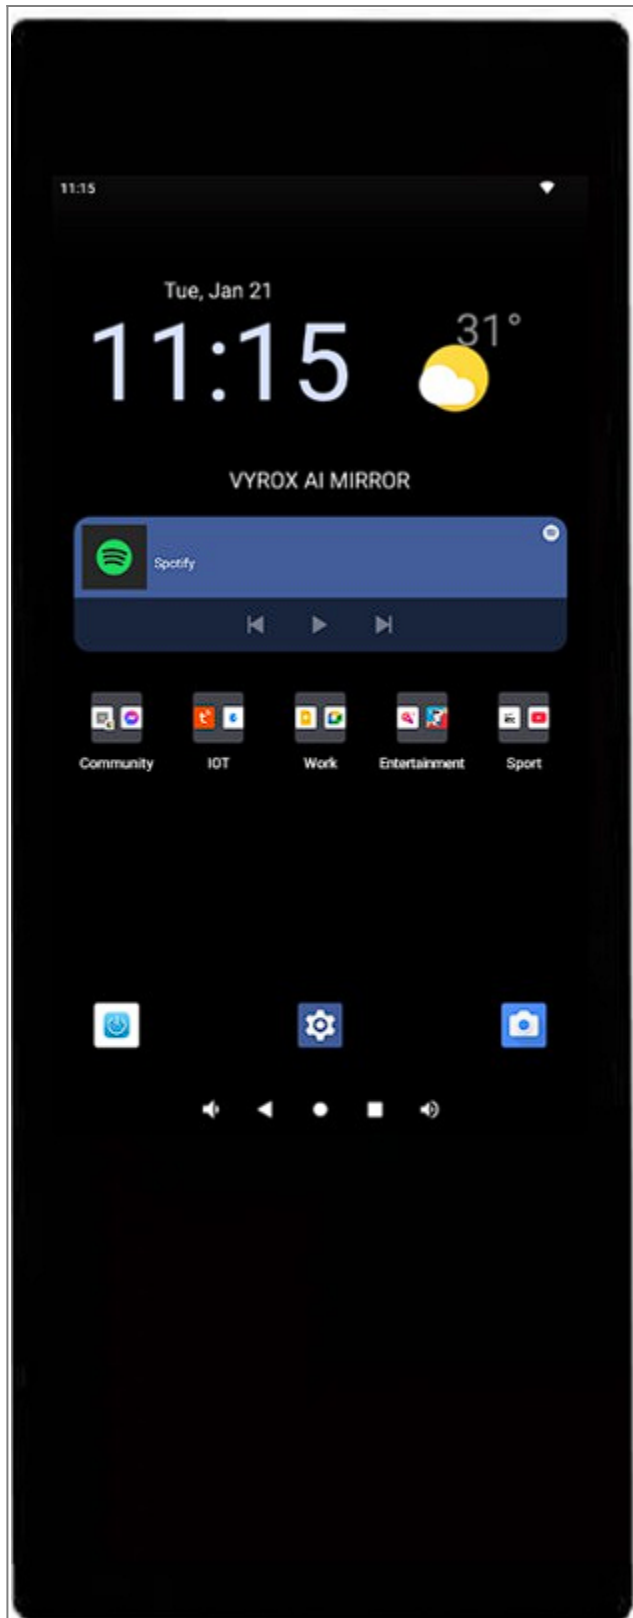 11:15
Tue, Jan 21
11:15
31°
VYROX AI MIRROR
Spotify
Community IOT Work Entertainment Sport